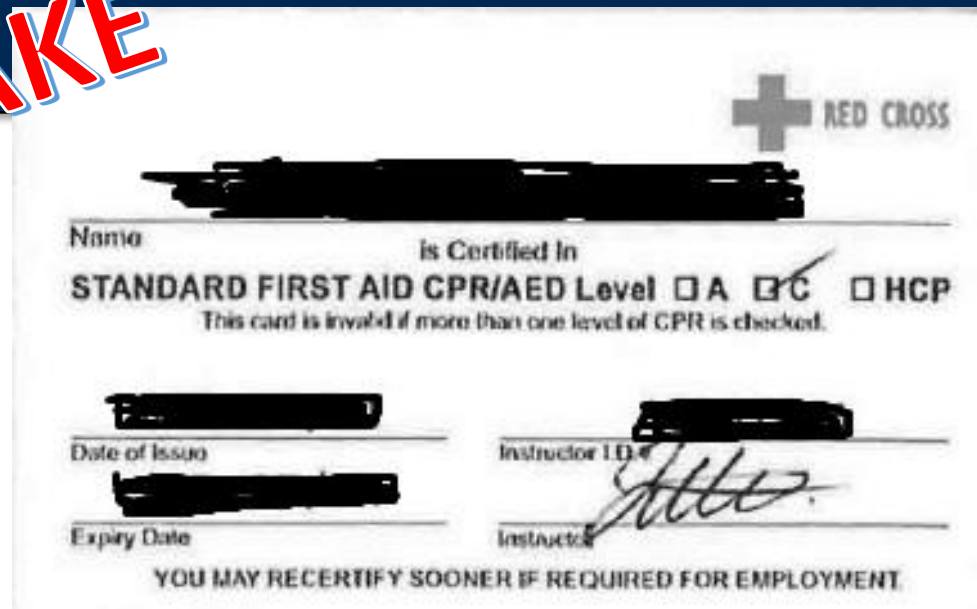 AKE
RED CROSS
Name
is Certified In
STANDARD FIRST AID CPR/AED Level ☐ A ☑ C ☐ HCP
This card is invalid if more than one level of CPR is checked.
Date of Issue
Instructor I.D.#
Expiry Date
Instructor
YOU MAY RECERTIFY SOONER IF REQUIRED FOR EMPLOYMENT.